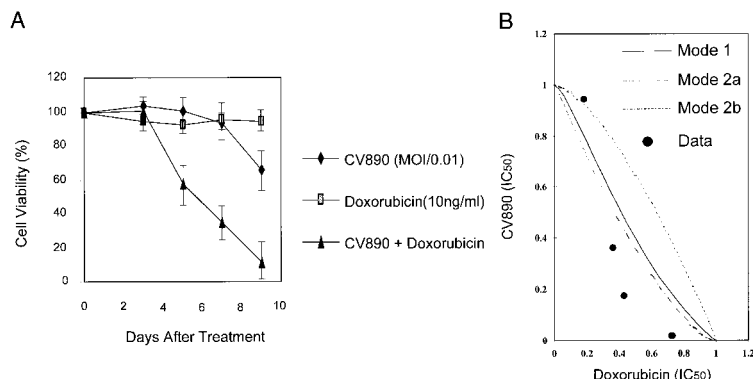 A
120
100
80
60
40
20
0
Cell Viability (%)
0
2
4
6
8
10
Days After Treatment
CV890 (MOI/0.01)
Doxorubicin(10ng/ml)
CV890 + Doxorubicin
B
1.2
1
0.8
0.6
0.4
0.2
0
CV890 (IC50)
0
0.2
0.4
0.6
0.8
1
1.2
Doxorubicin (IC50)
Mode 1
Mode 2a
Mode 2b
Data